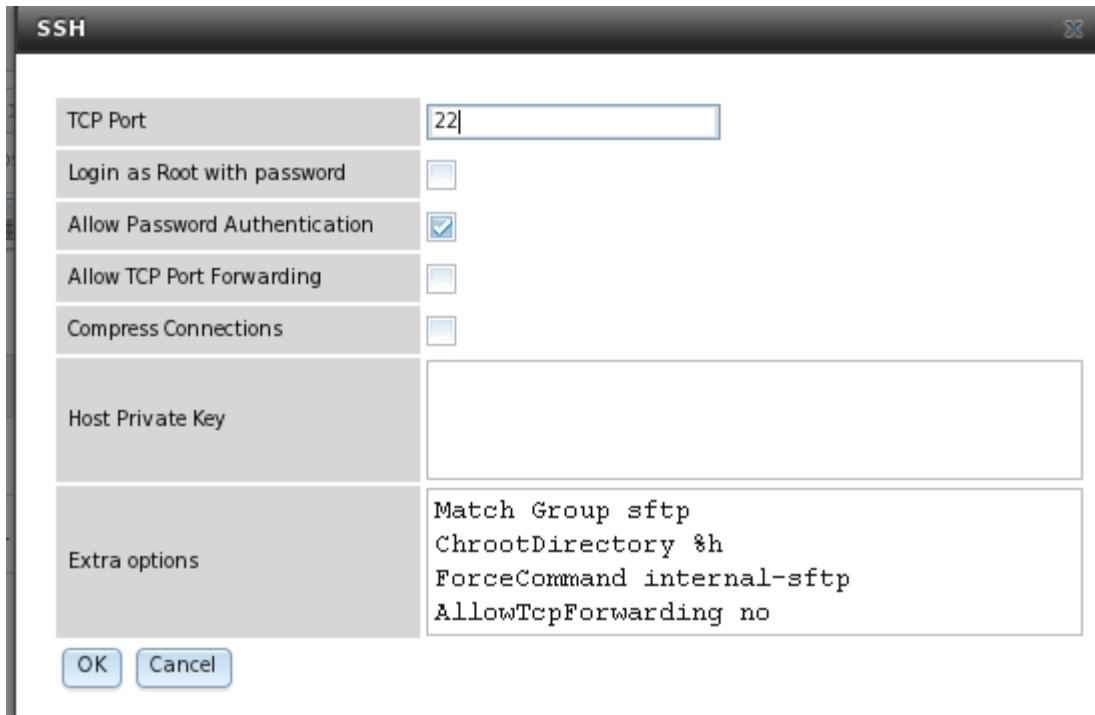 SSH
TCP Port
22
Login as Root with password
Allow Password Authentication
Allow TCP Port Forwarding
Compress Connections
Host Private Key
Extra options
Match Group sftp
ChrootDirectory %h
ForceCommand internal-sftp
AllowTcpForwarding no
OK Cancel